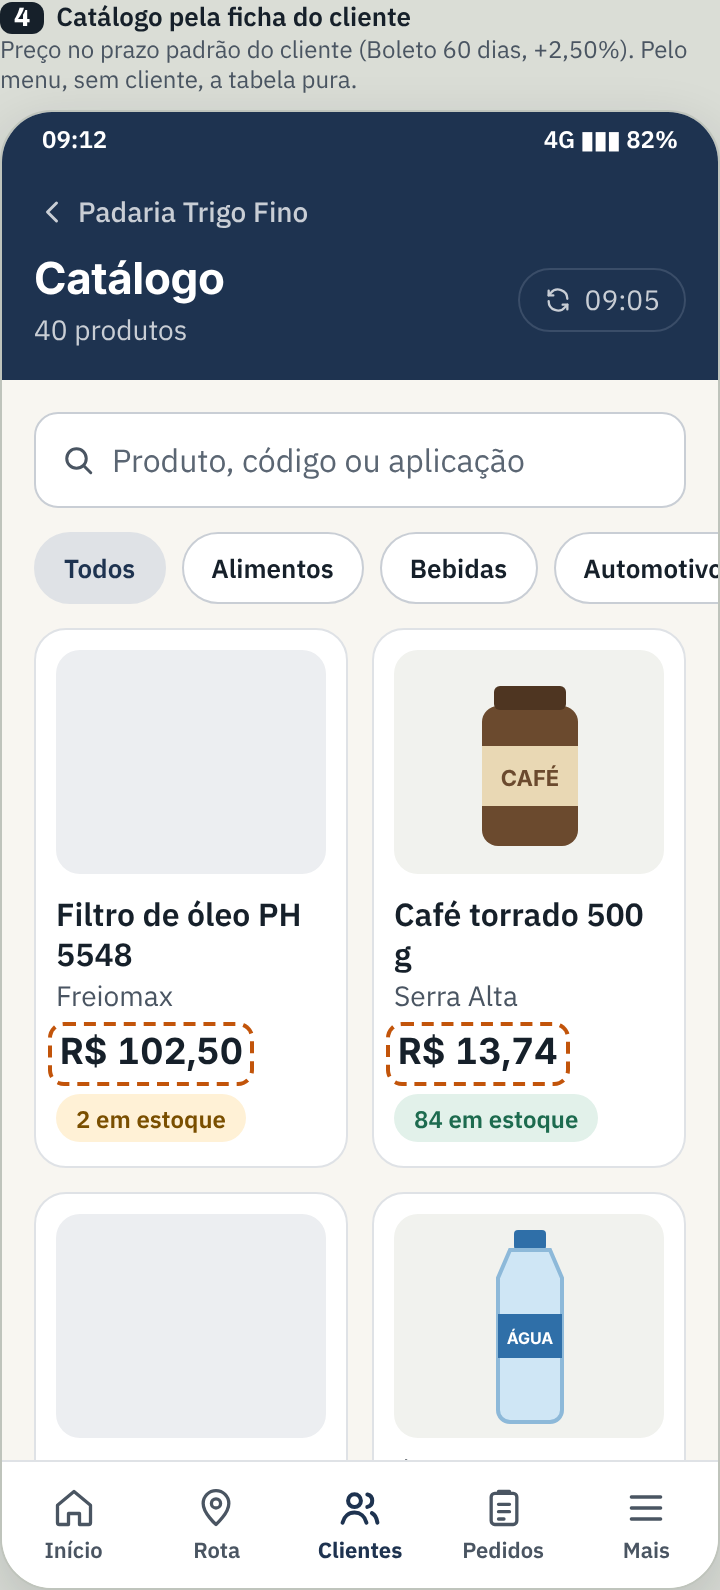 4 Catálogo pela ficha do cliente
Preço no prazo padrão do cliente (Boleto 60 dias, +2,50%). Pelo
menu, sem cliente, a tabela pura.
09:12 4G 82%
Padaria Trigo Fino
Catálogo
40 produtos
09:05
Produto, código ou aplicação
Todos Alimentos Bebidas Automotivo
CAFÉ
Filtro de óleo PH
5548
Freiomax
R$ 102,50
2 em estoque
Café torrado 500
g
Serra Alta
R$ 13,74
84 em estoque
ÁGUA
Início Rota Clientes Pedidos Mais